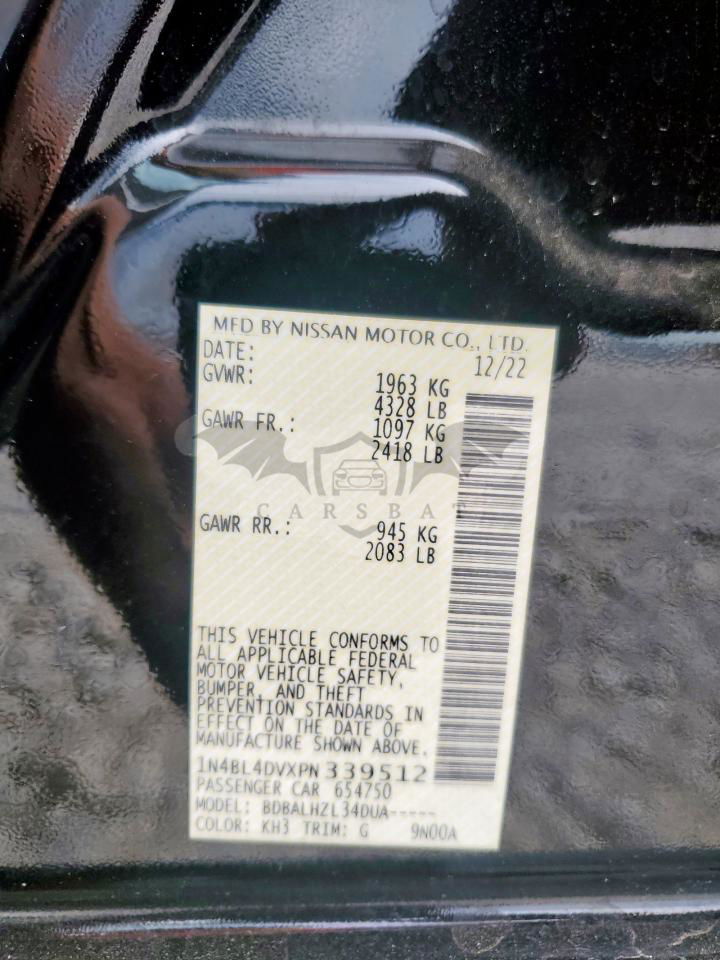 MFD BY NISSAN MOTOR CO., LTD.
DATE: 12/22
GVWR: 1963 KG
4328 LB
GAWR FR.: 1097 KG
2418 LB
CARSBAT
GAWR RR.: 945 KG
2083 LB
THIS VEHICLE CONFORMS TO
ALL APPLICABLE FEDERAL
MOTOR VEHICLE SAFETY,
BUMPER, AND THEFT
PREVENTION STANDARDS IN
EFFECT ON THE DATE OF
MANUFACTURE SHOWN ABOVE.
1N4BL4DVXPN339512
PASSENGER CAR 654750
MODEL: BDBALHZL34DUA-----
COLOR: KH3 TRIM: G 9N00A